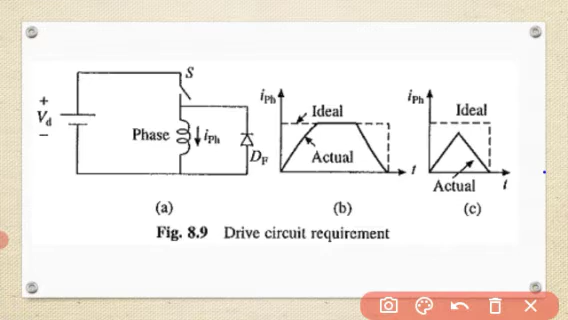 S
+
V_d
−
Phase
i_Ph
D_F
(a)
i_Ph
Ideal
Actual
t
(b)
i_Ph
Ideal
Actual
t
(c)
Fig. 8.9 Drive circuit requirement